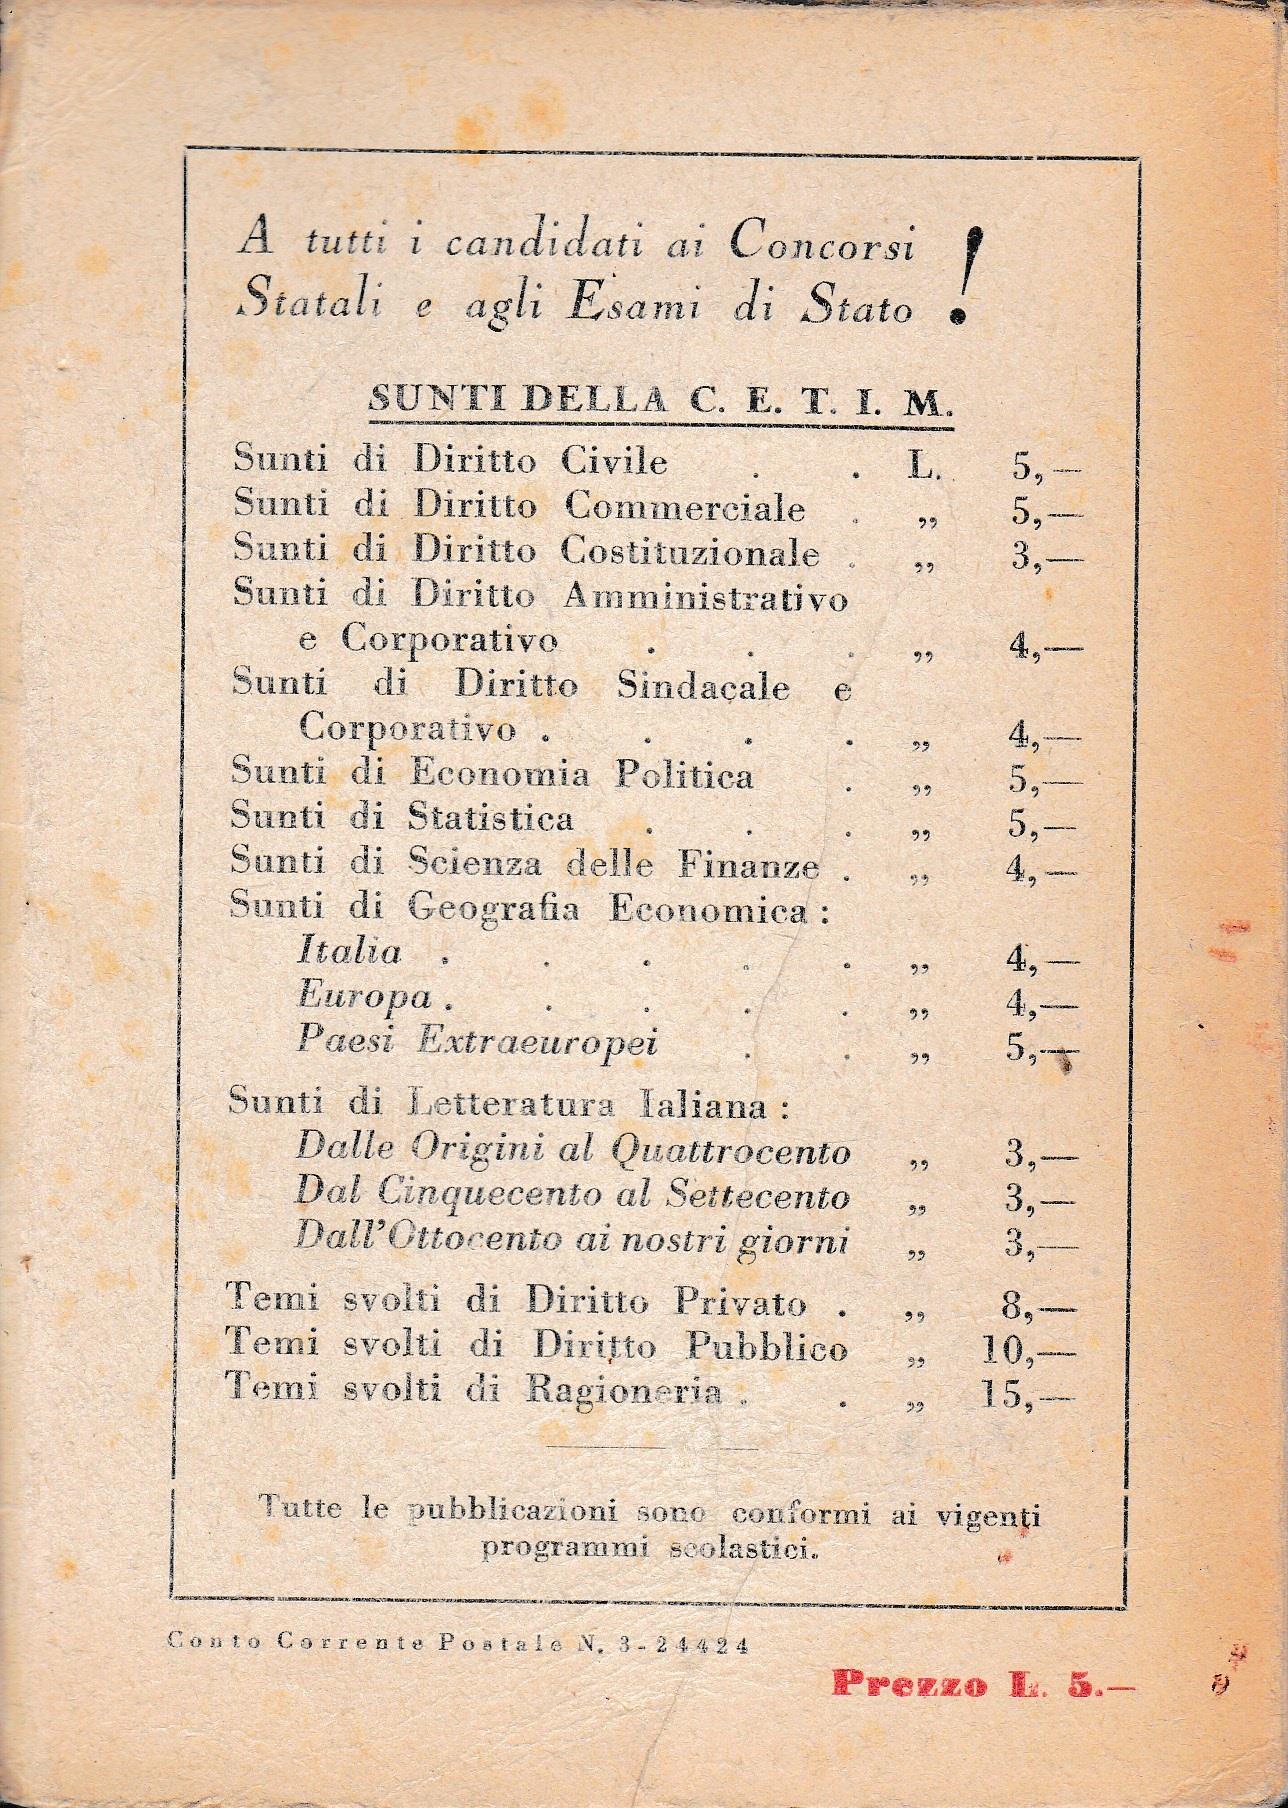 A tutti i candidati ai Concorsi
Statali e agli Esami di Stato !
SUNTI DELLA C. E. T. I. M.
Sunti di Diritto Civile . . L. 5,—
Sunti di Diritto Commerciale . „ 5,—
Sunti di Diritto Costituzionale . „ 3,—
Sunti di Diritto Amministrativo
e Corporativo . . . „ 4,—
Sunti di Diritto Sindacale e
Corporativo . . . . „ 4,—
Sunti di Economia Politica . „ 5,—
Sunti di Statistica . . . „ 5,—
Sunti di Scienza delle Finanze . „ 4,—
Sunti di Geografia Economica :
Italia . . . . . „ 4,—
Europa . . . . . „ 4,—
Paesi Extraeuropei . . „ 5,—
Sunti di Letteratura Ialiana :
Dalle Origini al Quattrocento „ 3,—
Dal Cinquecento al Settecento „ 3,—
Dall'Ottocento ai nostri giorni „ 3,—
Temi svolti di Diritto Privato . „ 8,—
Temi svolti di Diritto Pubblico „ 10,—
Temi svolti di Ragioneria . . „ 15,—
Tutte le pubblicazioni sono conformi ai vigenti
programmi scolastici.
Conto Corrente Postale N. 3-24424
Prezzo L. 5.—